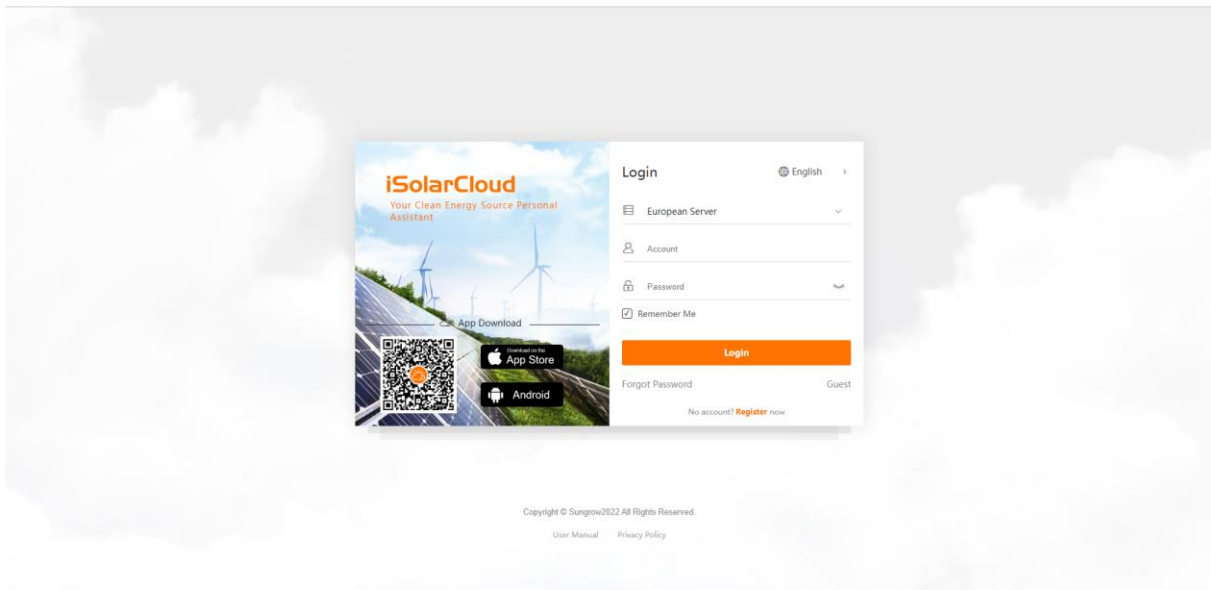 iSolarCloud
Your Clean Energy Source Personal
Assistant
App Download
Download on the
App Store
Android
Login
English
European Server
Account
Password
Remember Me
Login
Forgot Password
Guest
No account? Register now
Copyright © Sungrow2022 All Rights Reserved.
User Manual
Privacy Policy